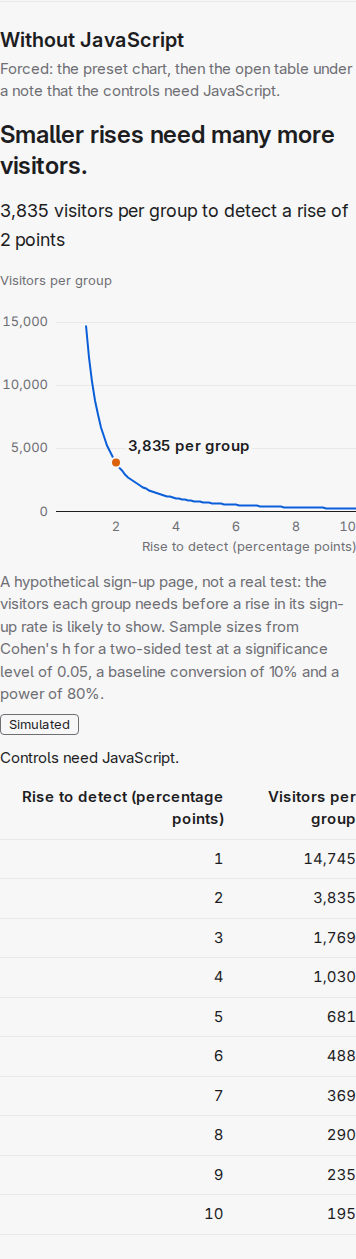 Without JavaScript
Forced: the preset chart, then the open table under
a note that the controls need JavaScript.
Smaller rises need many more
visitors.
3,835 visitors per group to detect a rise of
2 points
Visitors per group
15,000
10,000
5,000
0
3,835 per group
2 4 6 8 10
Rise to detect (percentage points)
A hypothetical sign-up page, not a real test: the
visitors each group needs before a rise in its sign-
up rate is likely to show. Sample sizes from
Cohen's h for a two-sided test at a significance
level of 0.05, a baseline conversion of 10% and a
power of 80%.
Simulated
Controls need JavaScript.
Rise to detect (percentage Visitors per
points) group
1 14,745
2 3,835
3 1,769
4 1,030
5 681
6 488
7 369
8 290
9 235
10 195